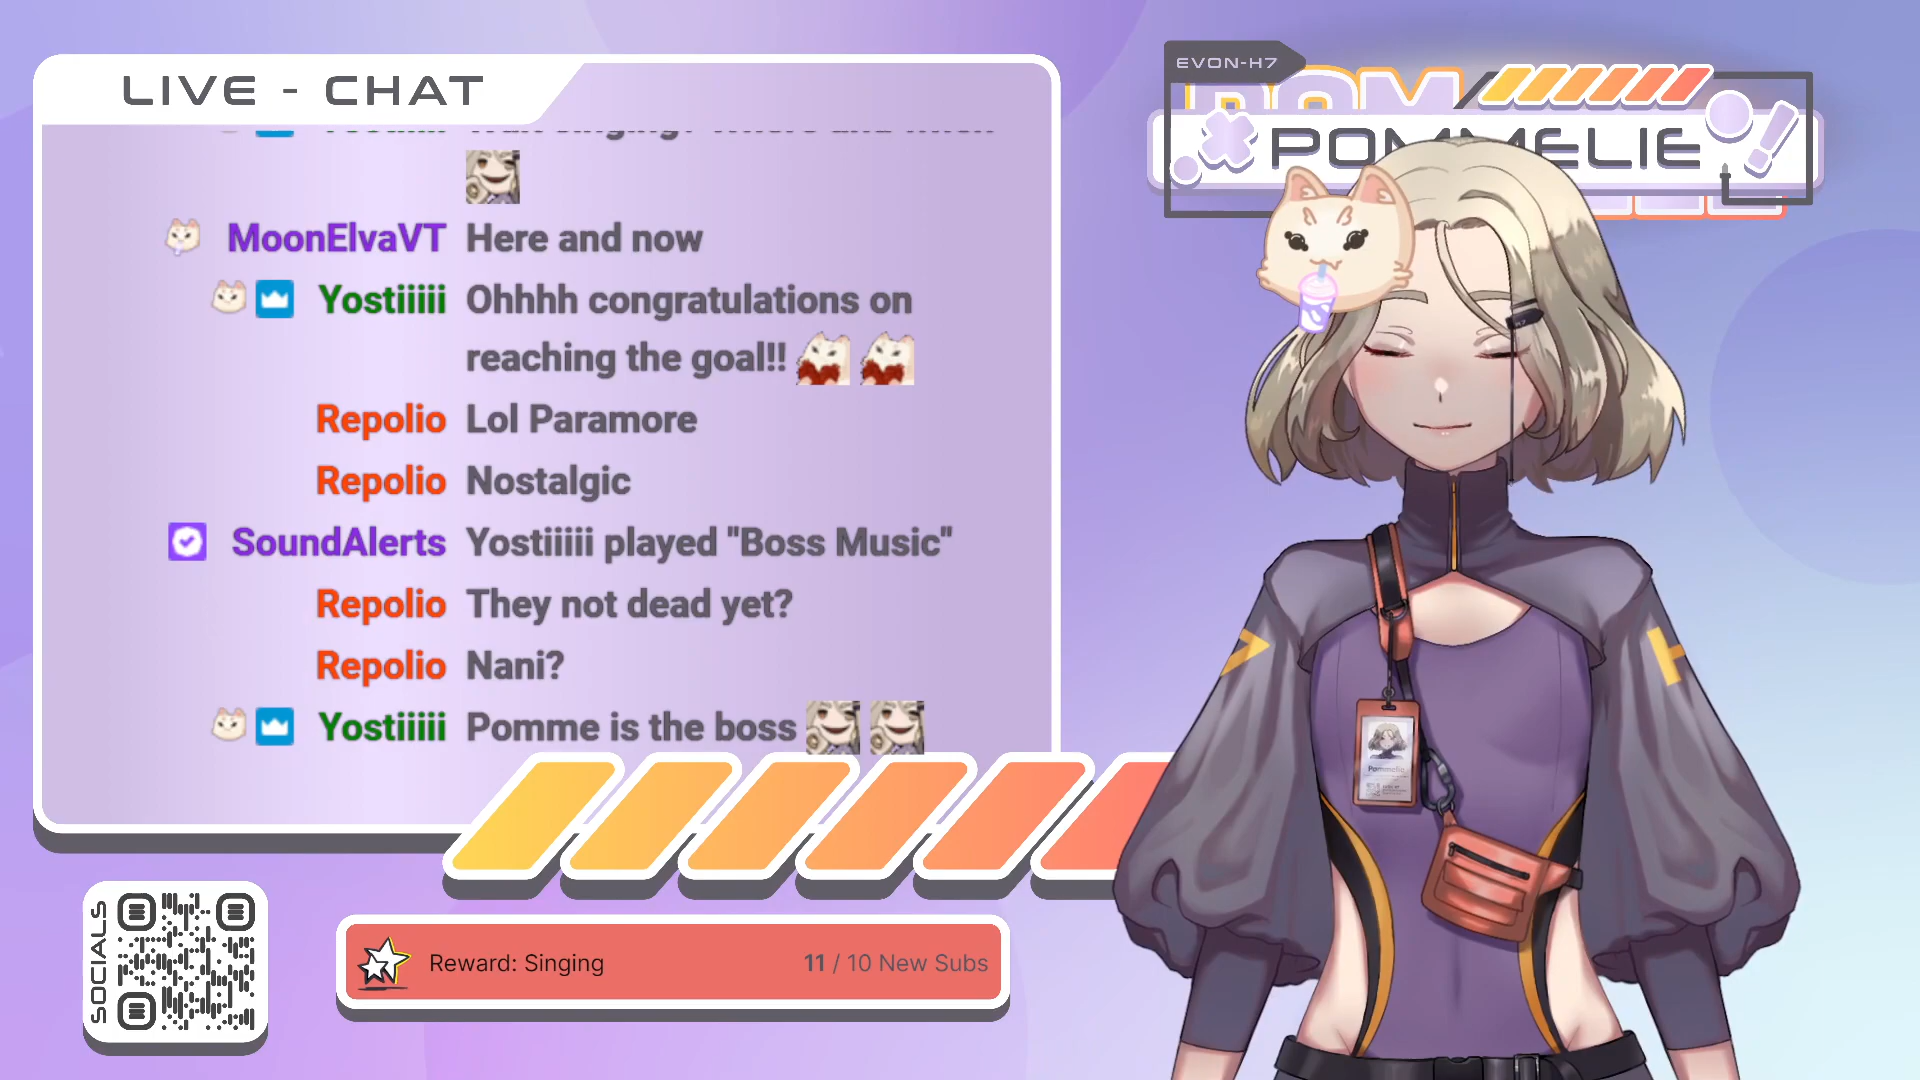 LIVE - CHAT
MoonElvaVT Here and now
Yostiiiii Ohhhh congratulations on
reaching the goal!!
Repolio Lol Paramore
Repolio Nostalgic
SoundAlerts Yostiiiii played "Boss Music"
Repolio They not dead yet?
Repolio Nani?
Yostiiiii Pomme is the boss
SOCIALS
Reward: Singing 11 / 10 New Subs
EVON-H7
POMMELIE
Pommelie